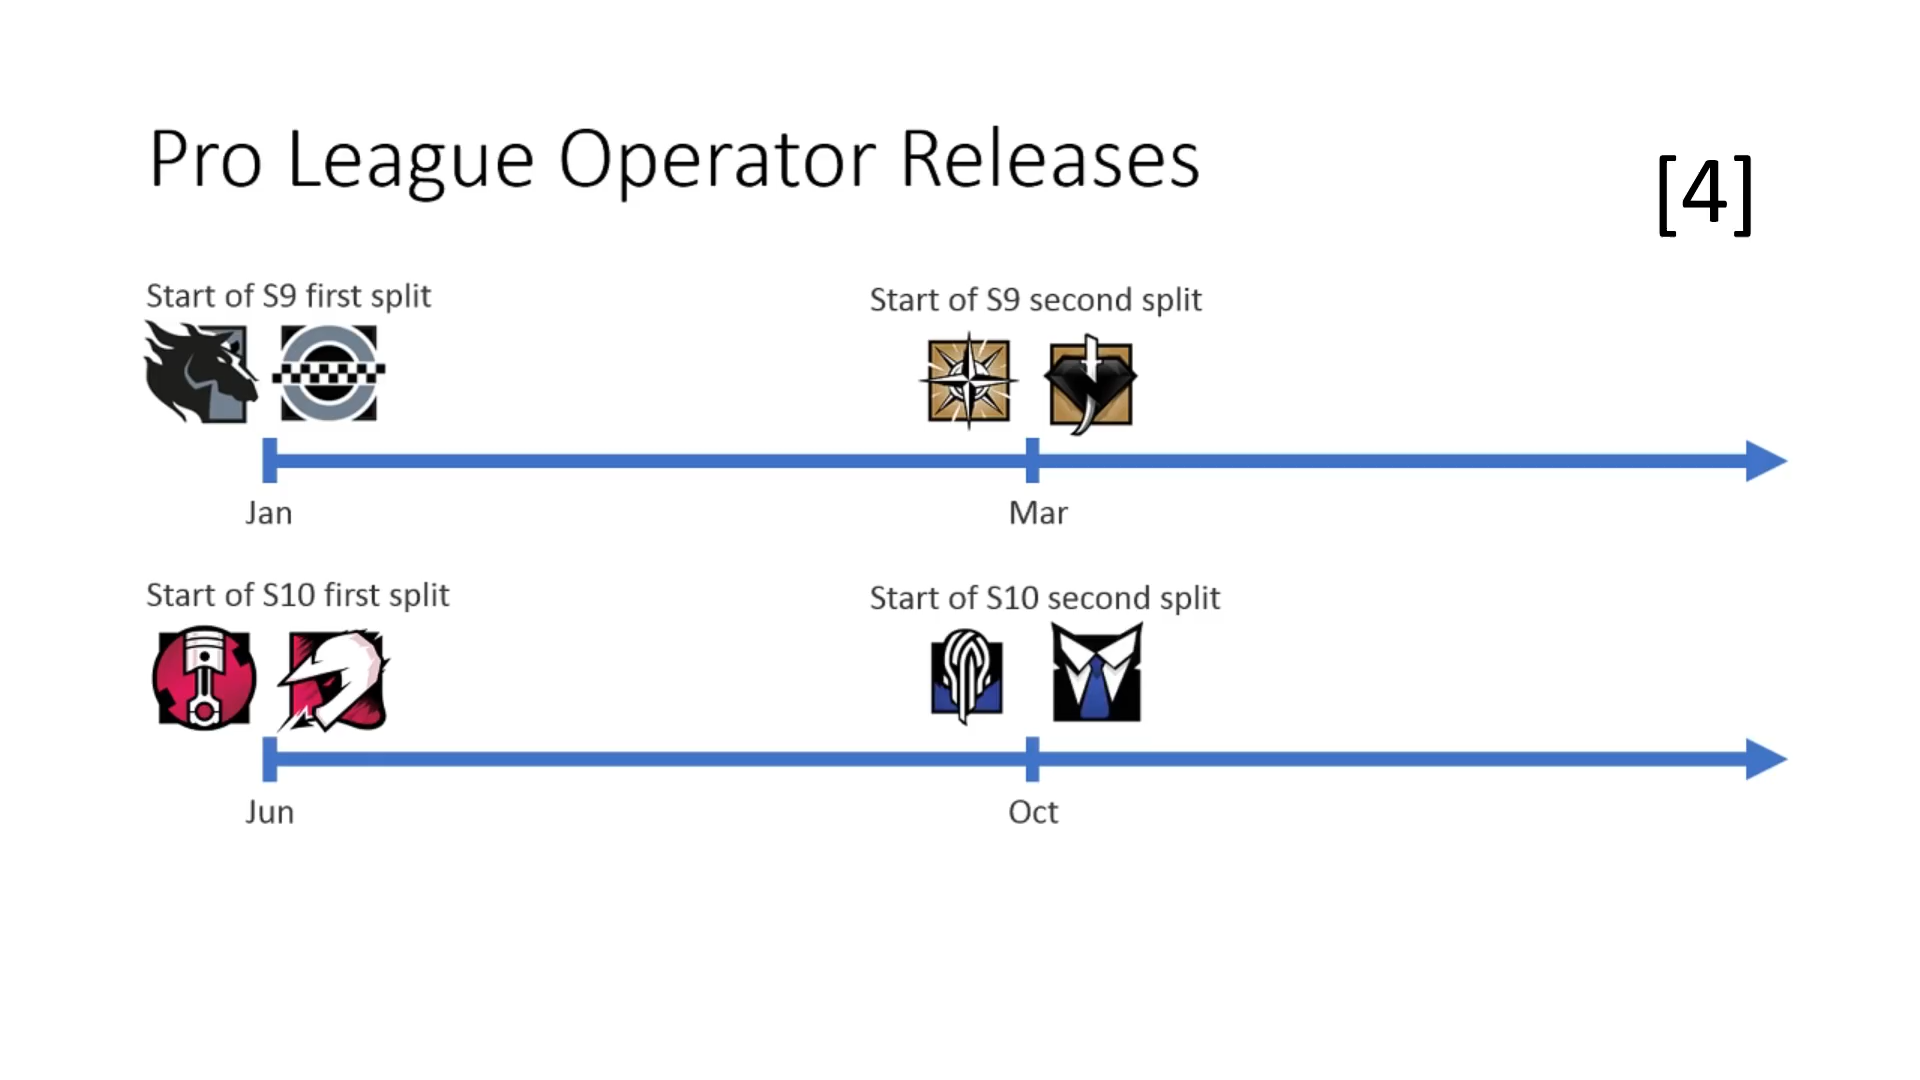 Pro League Operator Releases
[4]
Start of S9 first split
Start of S9 second split
Jan
Mar
Start of S10 first split
Start of S10 second split
Jun
Oct